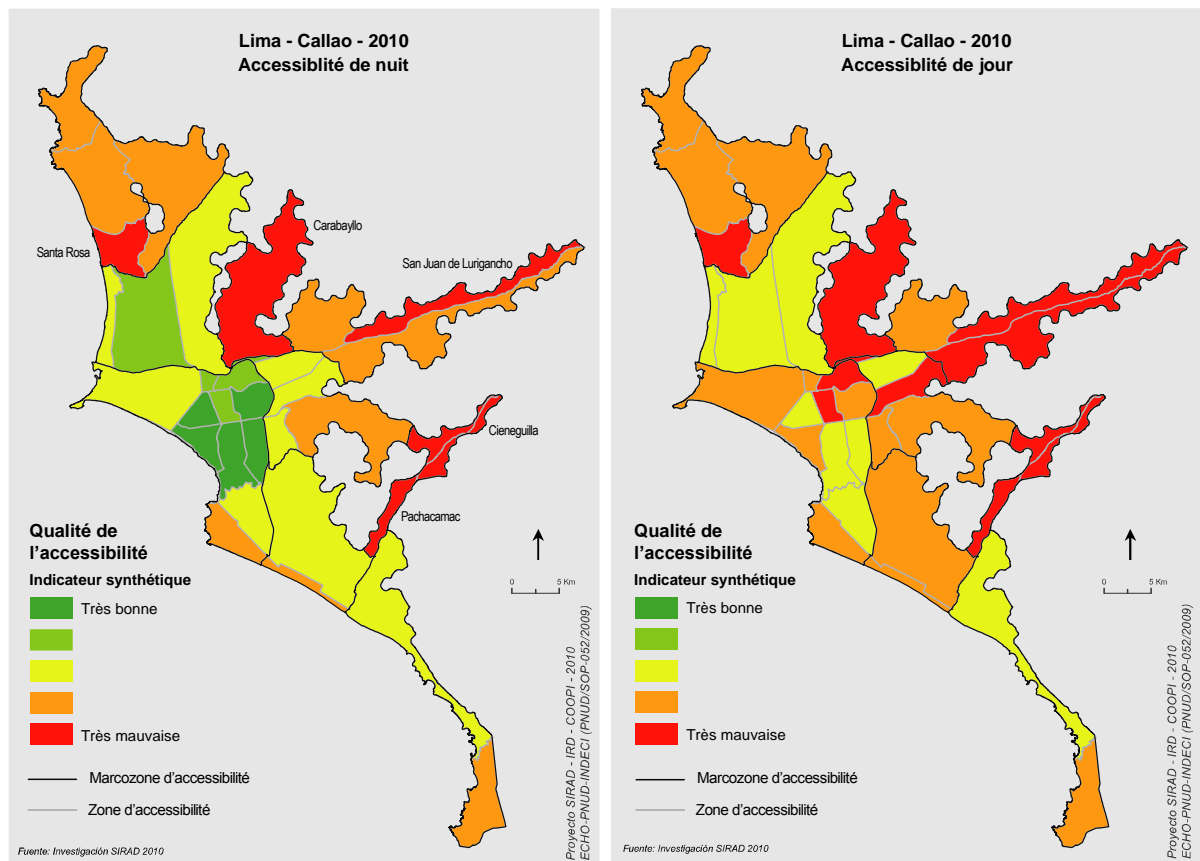 Lima - Callao - 2010
Accessiblité de nuit
Carabayllo
Santa Rosa
San Juan de Lurigancho
Cieneguilla
Pachacamac
Qualité de
l'accessibilité
Indicateur synthétique
Très bonne
Très mauvaise
Marcozone d'accessibilité
Zone d'accessibilité
0 5 Km
Proyecto SIRAD - IRD - COOPI - 2010
ECHO-PNUD-INDECI (PNUD/SOP-052/2009)
Fuente: Investigación SIRAD 2010
Lima - Callao - 2010
Accessiblité de jour
Qualité de
l'accessibilité
Indicateur synthétique
Très bonne
Très mauvaise
Marcozone d'accessibilité
Zone d'accessibilité
0 5 Km
Proyecto SIRAD - IRD - COOPI - 2010
ECHO-PNUD-INDECI (PNUD/SOP-052/2009)
Fuente: Investigación SIRAD 2010